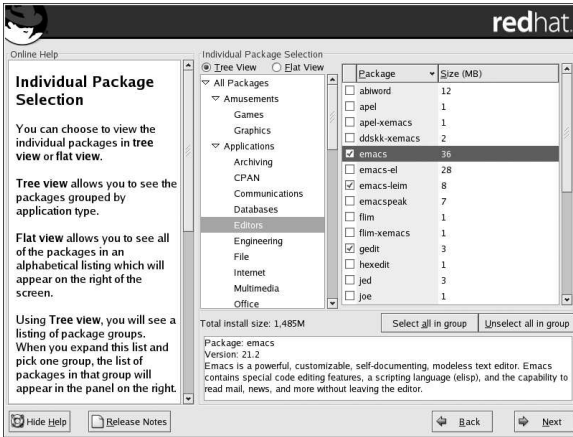 redhat.
Online Help
Individual Package
Selection
You can choose to view the
individual packages in tree
view or flat view.
Tree view allows you to see the
packages grouped by
application type.
Flat view allows you to see all
of the packages in an
alphabetical listing which will
appear on the right of the
screen.
Using Tree view, you will see a
listing of package groups.
When you expand this list and
pick one group, the list of
packages in that group will
appear in the panel on the right.
Individual Package Selection
Tree View Flat View
All Packages
Amusements
Games
Graphics
Applications
Archiving
CPAN
Communications
Databases
Editors
Engineering
File
Internet
Multimedia
Office
Package Size (MB)
abiword 12
apel 1
apel-xemacs 1
ddskk-xemacs 2
emacs 36
emacs-el 28
emacs-leim 8
emacspeak 7
flim 1
flim-xemacs 1
gedit 3
hexedit 1
jed 3
joe 1
Total install size: 1,485M
Select all in group Unselect all in group
Package: emacs
Version: 21.2
Emacs is a powerful, customizable, self-documenting, modeless text editor. Emacs
contains special code editing features, a scripting language (elisp), and the capability to
read mail, news, and more without leaving the editor.
Hide Help Release Notes Back Next